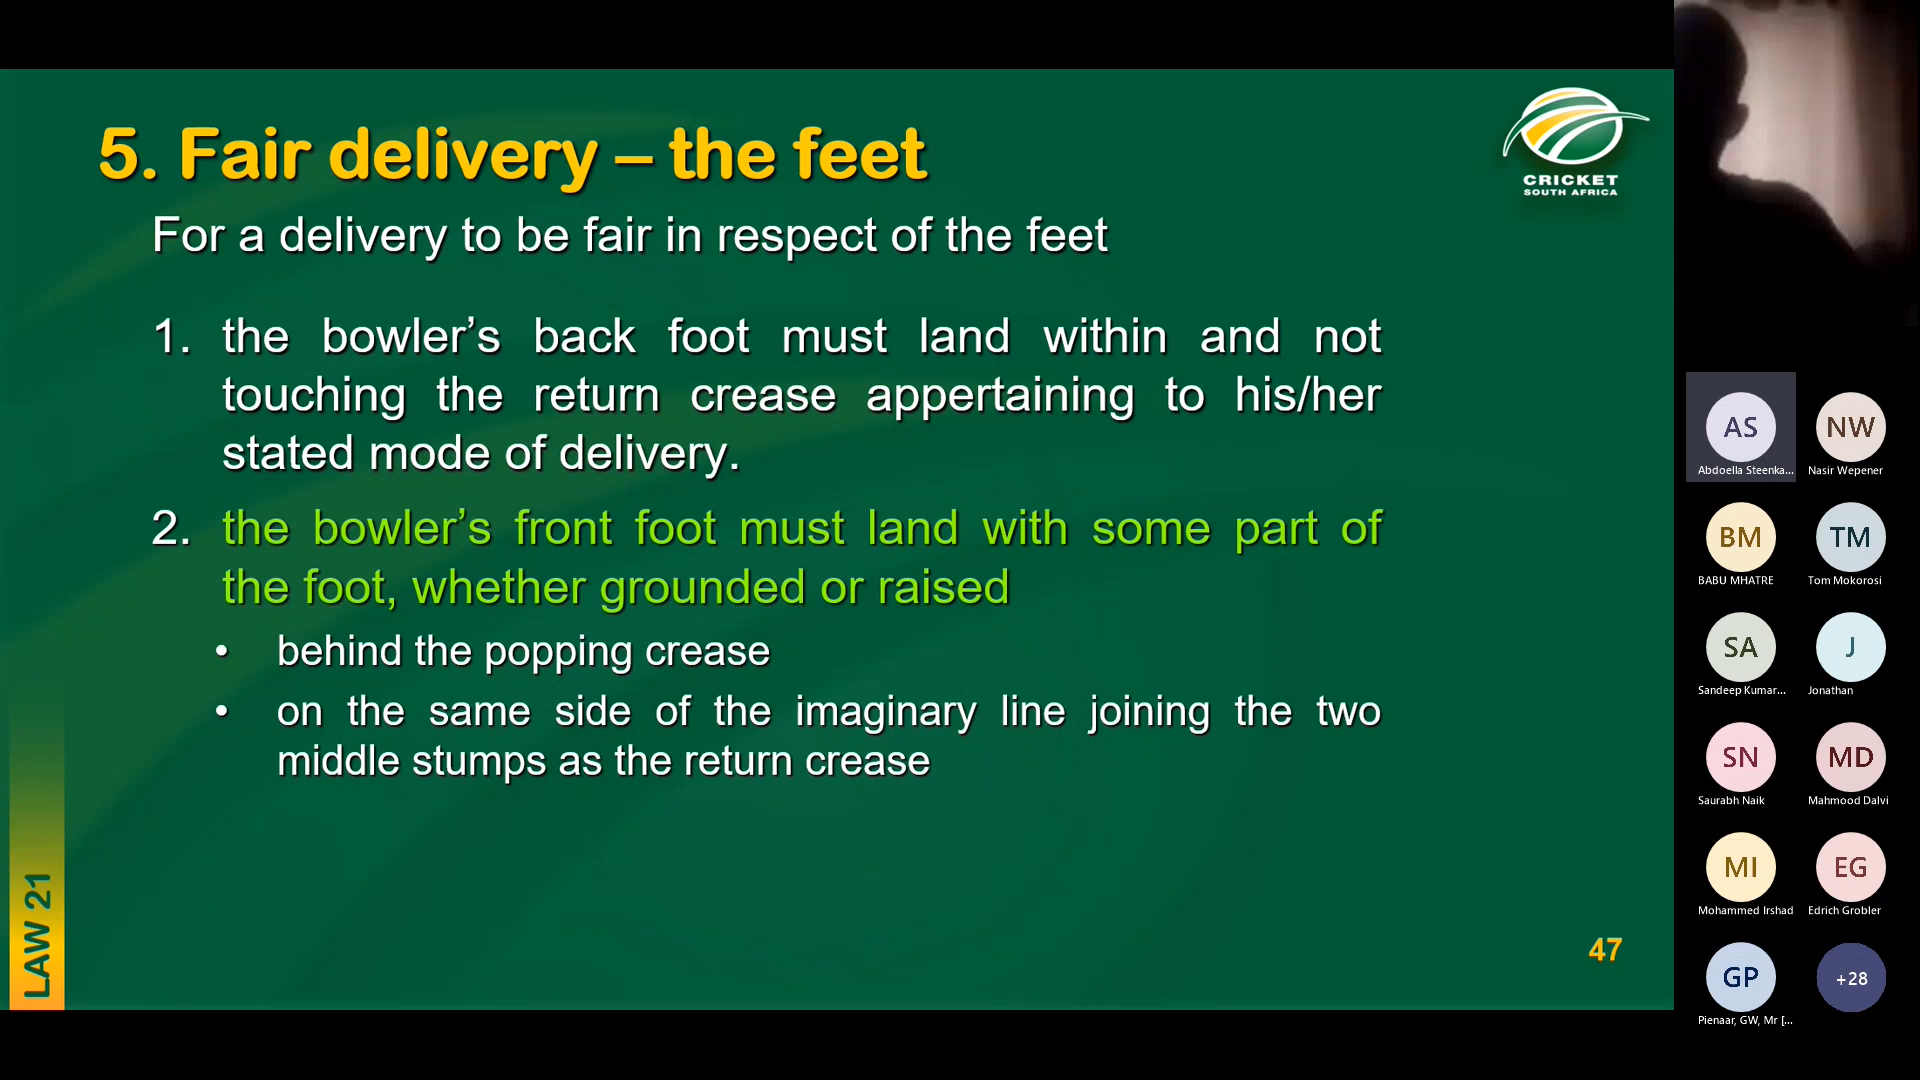 5. Fair delivery – the feet
CRICKET
SOUTH AFRICA
For a delivery to be fair in respect of the feet
1. the bowler’s back foot must land within and not
touching the return crease appertaining to his/her
stated mode of delivery.
2. the bowler’s front foot must land with some part of
the foot, whether grounded or raised
• behind the popping crease
• on the same side of the imaginary line joining the two
middle stumps as the return crease
LAW 21
47
AS
Abdoella Steenka...
NW
Nasir Wepener
BM
BABU MHATRE
TM
Tom Mokorosi
SA
Sandeep Kumar...
J
Jonathan
SN
Saurabh Naik
MD
Mahmood Dalvi
MI
Mohammed Irshad
EG
Edrich Grobler
GP
Pienaar, GW, Mr [...
+28